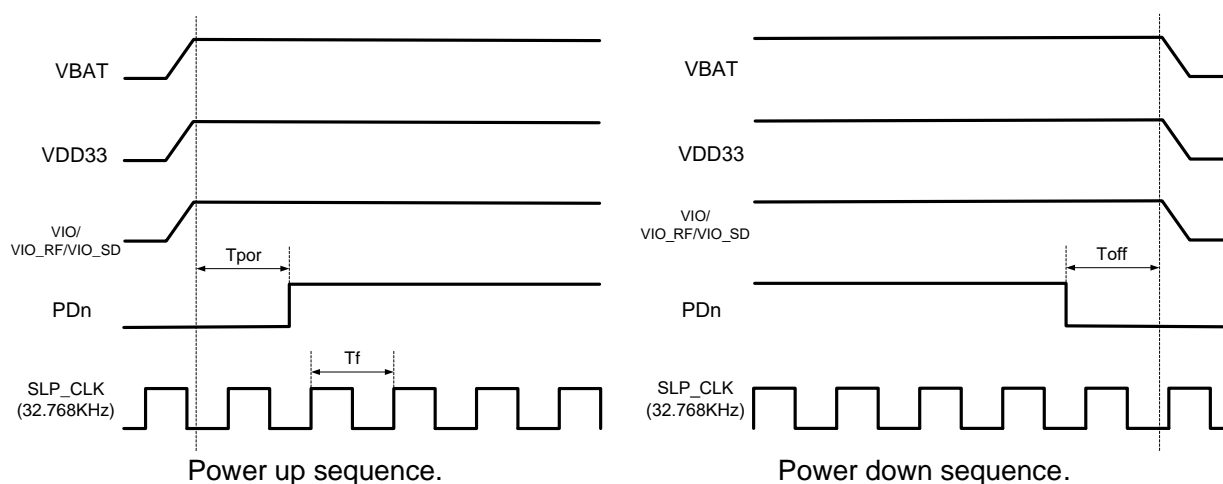 VBAT
VDD33
VIO/
VIO_RF/VIO_SD
Tpor
PDn
Tf
SLP_CLK
(32.768KHz)
Power up sequence.
VBAT
VDD33
VIO/
VIO_RF/VIO_SD
Toff
PDn
SLP_CLK
(32.768KHz)
Power down sequence.